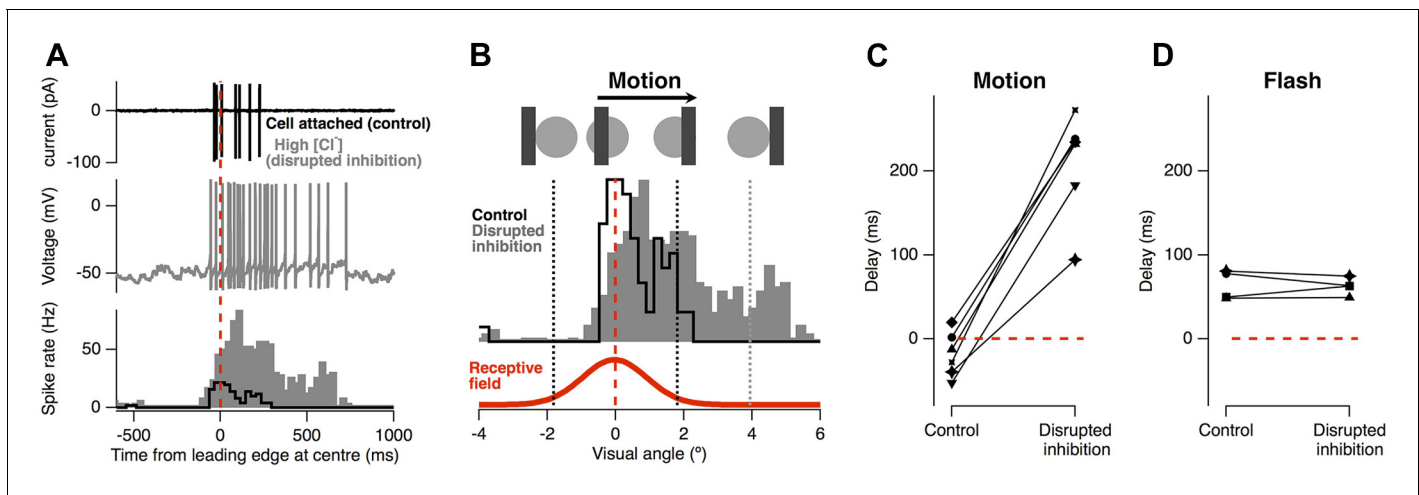 A
current (pA)
0
-100
Cell attached (control)
High [Cl-]
(disrupted inhibition)
Voltage (mV)
0
-50
Spike rate (Hz)
50
0
-500
0
500
1000
Time from leading edge at centre (ms)
B
Motion
Control
Disrupted
inhibition
Receptive
field
-4
-2
0
2
4
6
Visual angle (º)
C
Motion
Delay (ms)
200
100
0
Control
Disrupted
inhibition
D
Flash
Delay (ms)
200
100
0
Control
Disrupted
inhibition